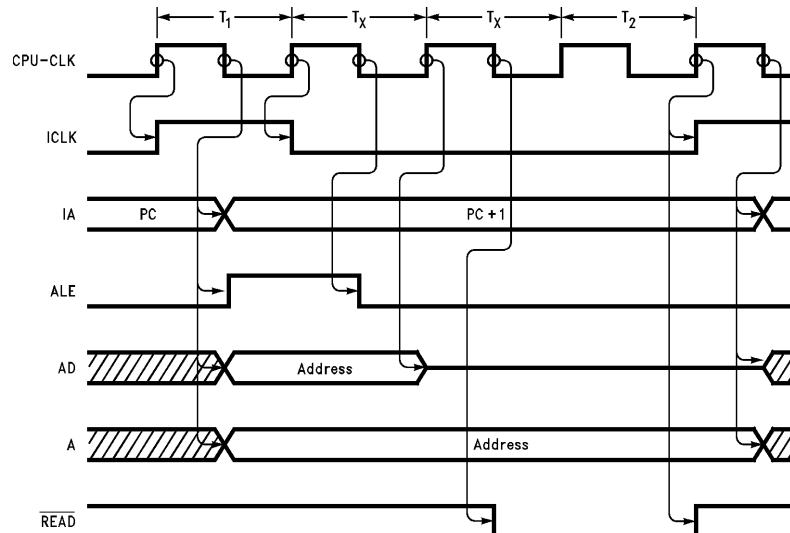 T1 TX TX T2
CPU-CLK
ICLK
IA PC PC + 1
ALE
AD Address
A Address
READ